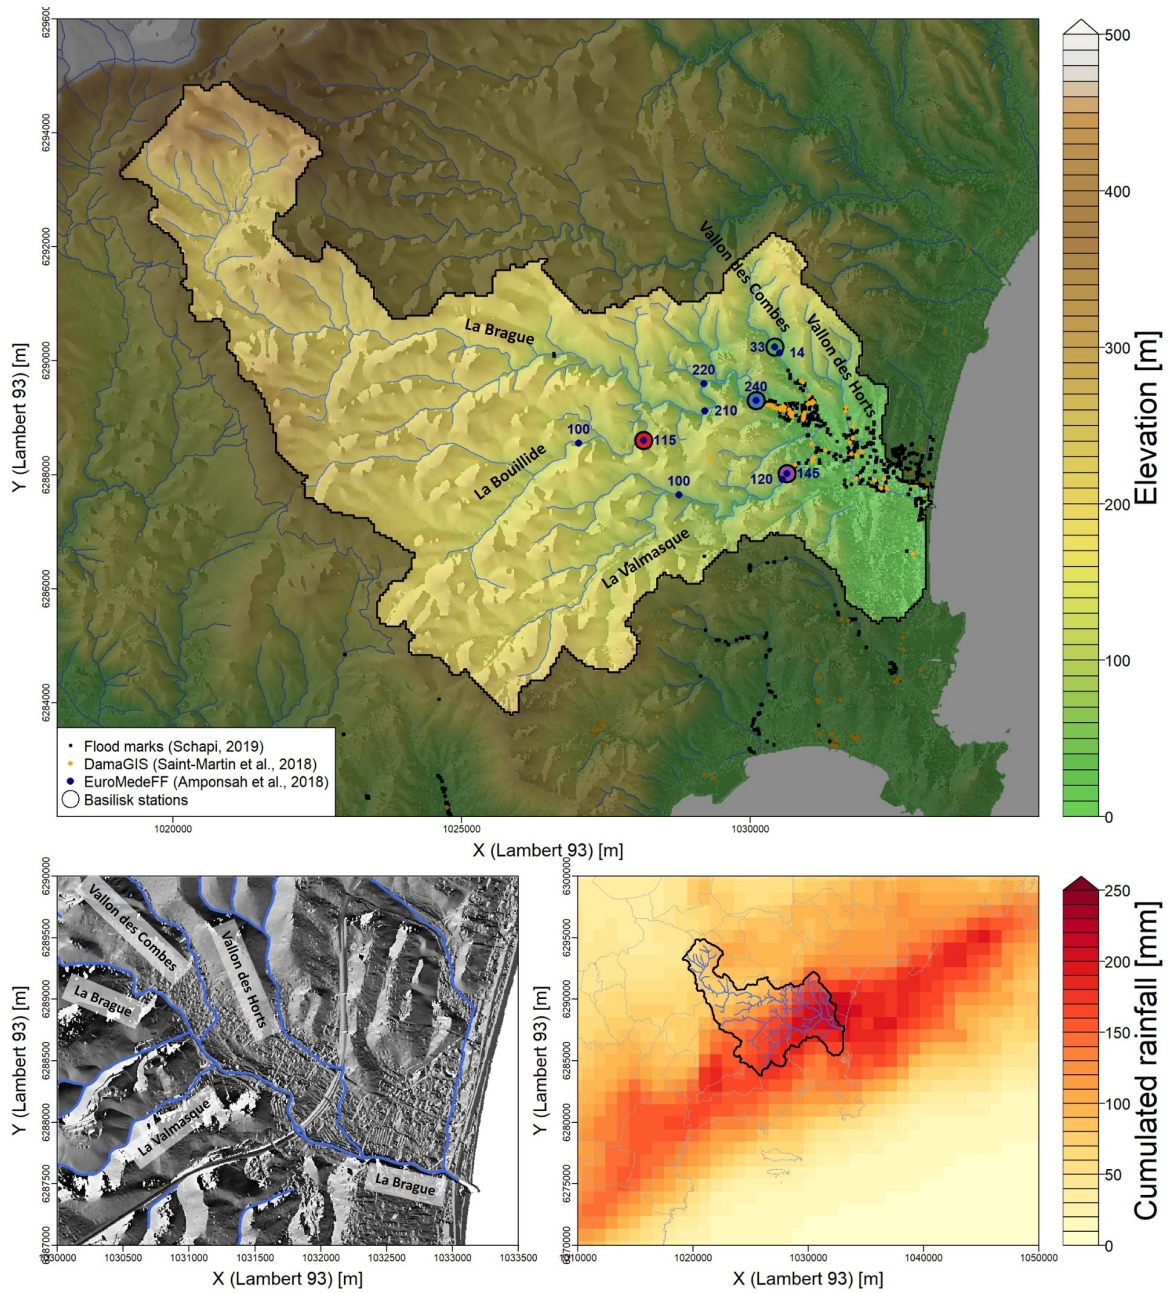 6296000
6294000
6292000
6290000
6288000
6286000
6284000
Y (Lambert 93) [m]
Vallon des Combes
Vallon des Horts
La Brague
33
14
220
240
210
100
115
La Bouillide
120
145
100
La Valmasque
Flood marks (Schapi, 2019)
DamaGIS (Saint-Martin et al., 2018)
EuroMedeFF (Amponsah et al., 2018)
Basilisk stations
1020000
1025000
1030000
X (Lambert 93) [m]
500
400
300
200
100
0
Elevation [m]
6290000
6289500
6289000
6288500
6288000
6287500
6287000
Y (Lambert 93) [m]
Vallon des Combes
Vallon des Horts
La Brague
La Valmasque
La Brague
1030000
1030500
1031000
1031500
1032000
1032500
1033000
1033500
X (Lambert 93) [m]
6300000
6295000
6290000
6285000
6280000
6275000
6270000
Y (Lambert 93) [m]
1010000
1020000
1030000
1040000
1050000
X (Lambert 93) [m]
250
200
150
100
50
0
Cumulated rainfall [mm]